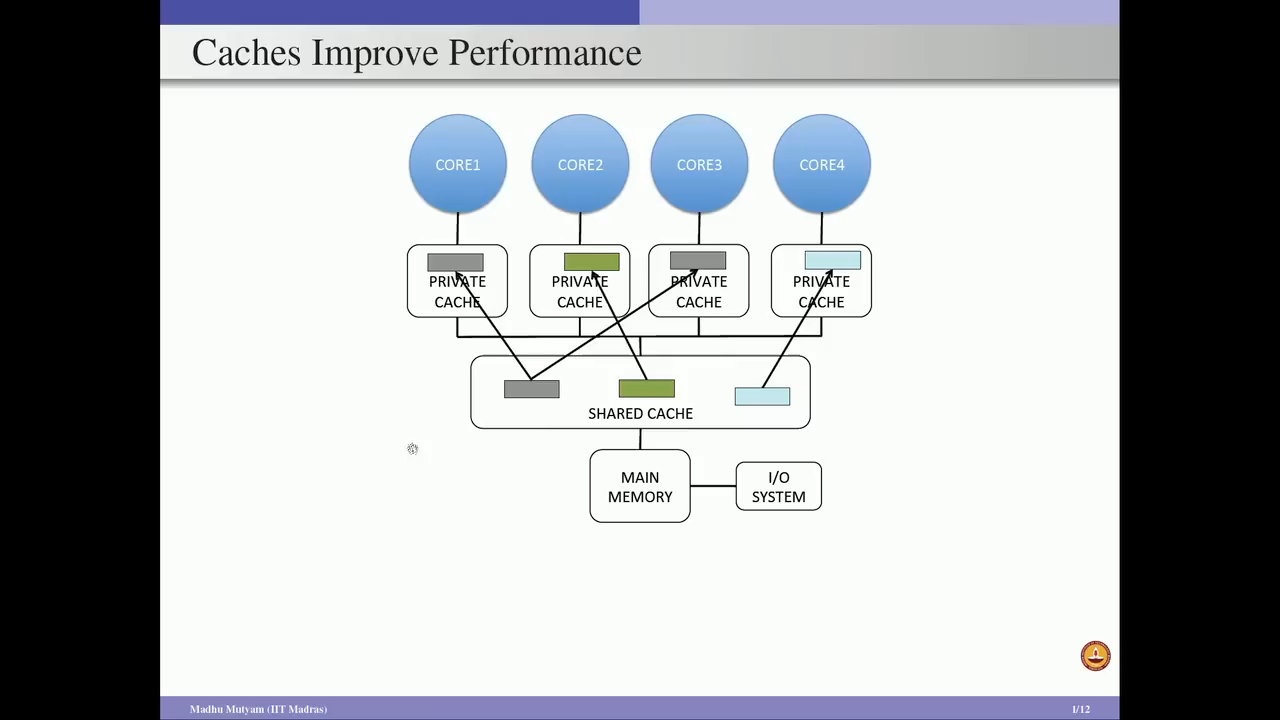 Caches Improve Performance
CORE1
CORE2
CORE3
CORE4
PRIVATE
CACHE
PRIVATE
CACHE
PRIVATE
CACHE
PRIVATE
CACHE
SHARED CACHE
MAIN
MEMORY
I/O
SYSTEM
Madhu Mutyam (IIT Madras)
1/12